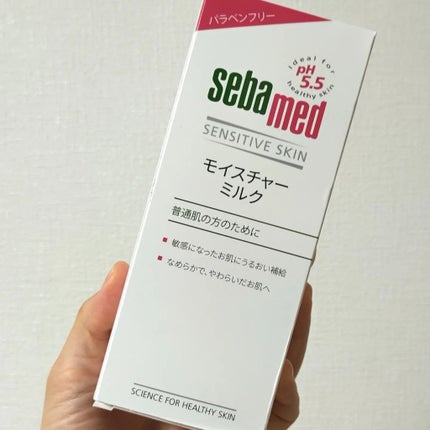 パラベンフリー
ideal for healthy skin
pH
5.5
sebamed
SENSITIVE SKIN
モイスチャー
ミルク
普通肌の方のために
敏感になったお肌にうるおい補給
なめらかで、やわらいだお肌へ
SCIENCE FOR HEALTHY SKIN